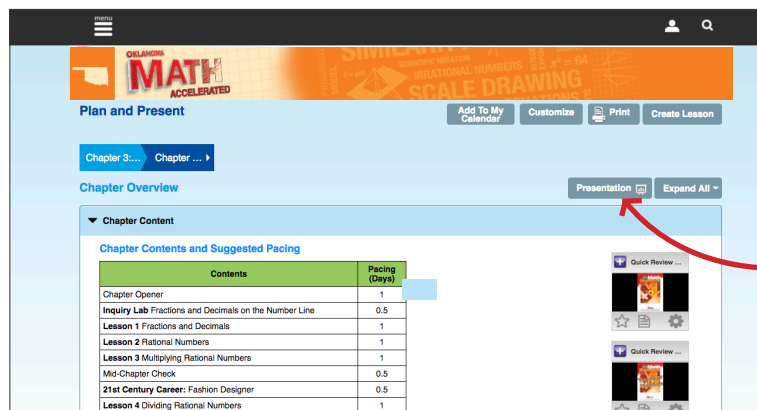 menu
OKLAHOMA
MATH
ACCELERATED
SCIENTIFIC NOTATION
IRRATIONAL NUMBERS
SCALE DRAWING
Plan and Present
Add To My
Calendar
Customize
Print
Create Lesson
Chapter 3:...
Chapter ...
Chapter Overview
Presentation
Expand All
Chapter Content
Chapter Contents and Suggested Pacing
Contents Pacing
(Days)
Chapter Opener 1
Inquiry Lab Fractions and Decimals on the Number Line 0.5
Lesson 1 Fractions and Decimals 1
Lesson 2 Rational Numbers 1
Lesson 3 Multiplying Rational Numbers 1
Mid-Chapter Check 0.5
21st Century Career: Fashion Designer 0.5
Lesson 4 Dividing Rational Numbers 1
Quick Review ...
Quick Review ...